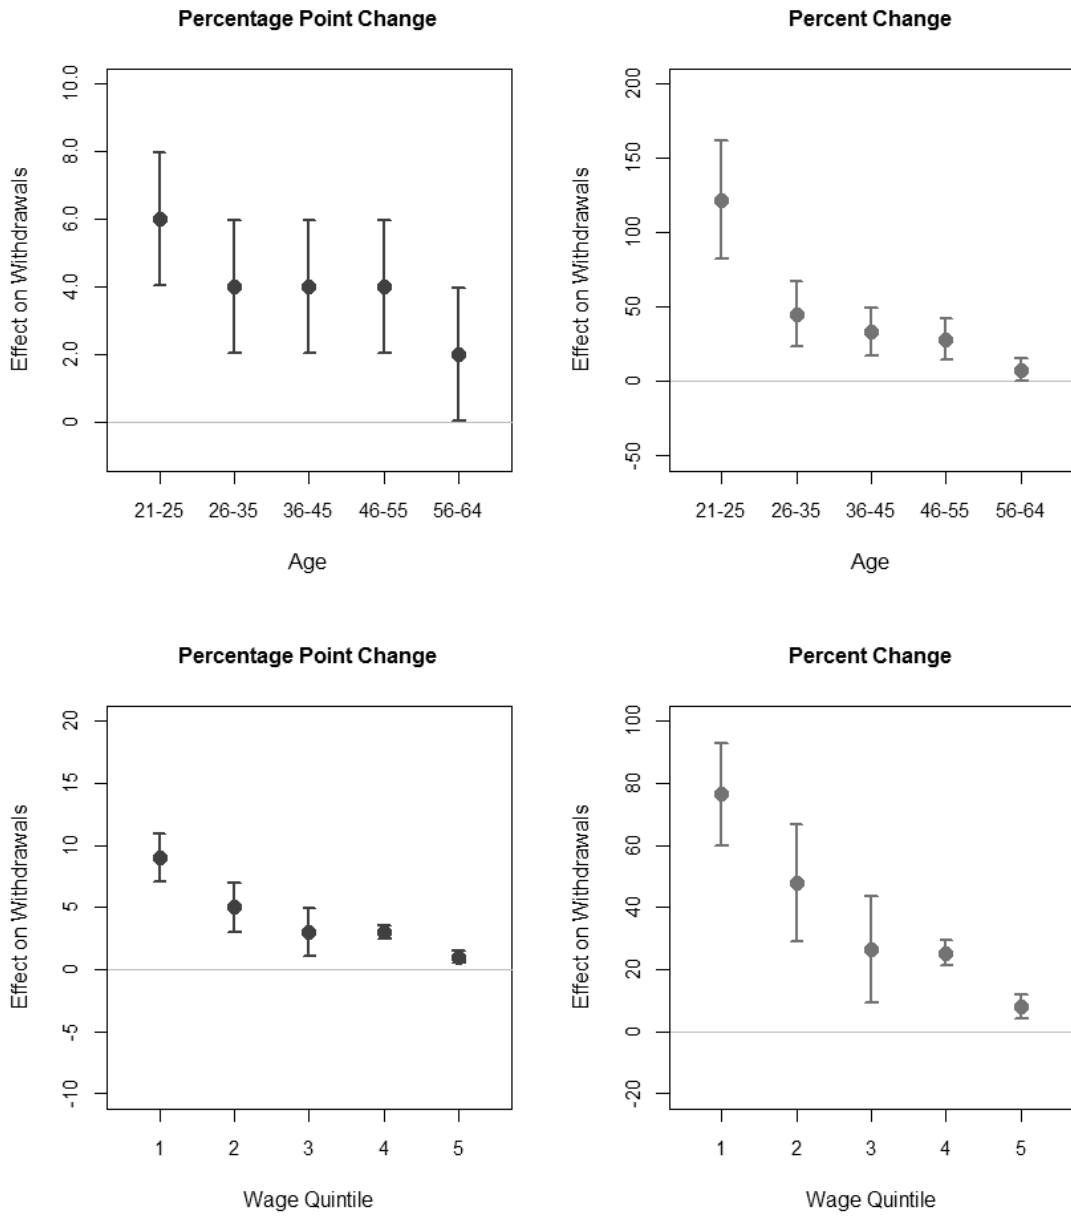 Percentage Point Change
Effect on Withdrawals
10.0
8.0
6.0
4.0
2.0
0
21-25 26-35 36-45 46-55 56-64
Age
Percent Change
Effect on Withdrawals
200
150
100
50
0
-50
21-25 26-35 36-45 46-55 56-64
Age
Percentage Point Change
Effect on Withdrawals
20
15
10
5
0
-5
-10
1 2 3 4 5
Wage Quintile
Percent Change
Effect on Withdrawals
100
80
60
40
20
0
-20
1 2 3 4 5
Wage Quintile